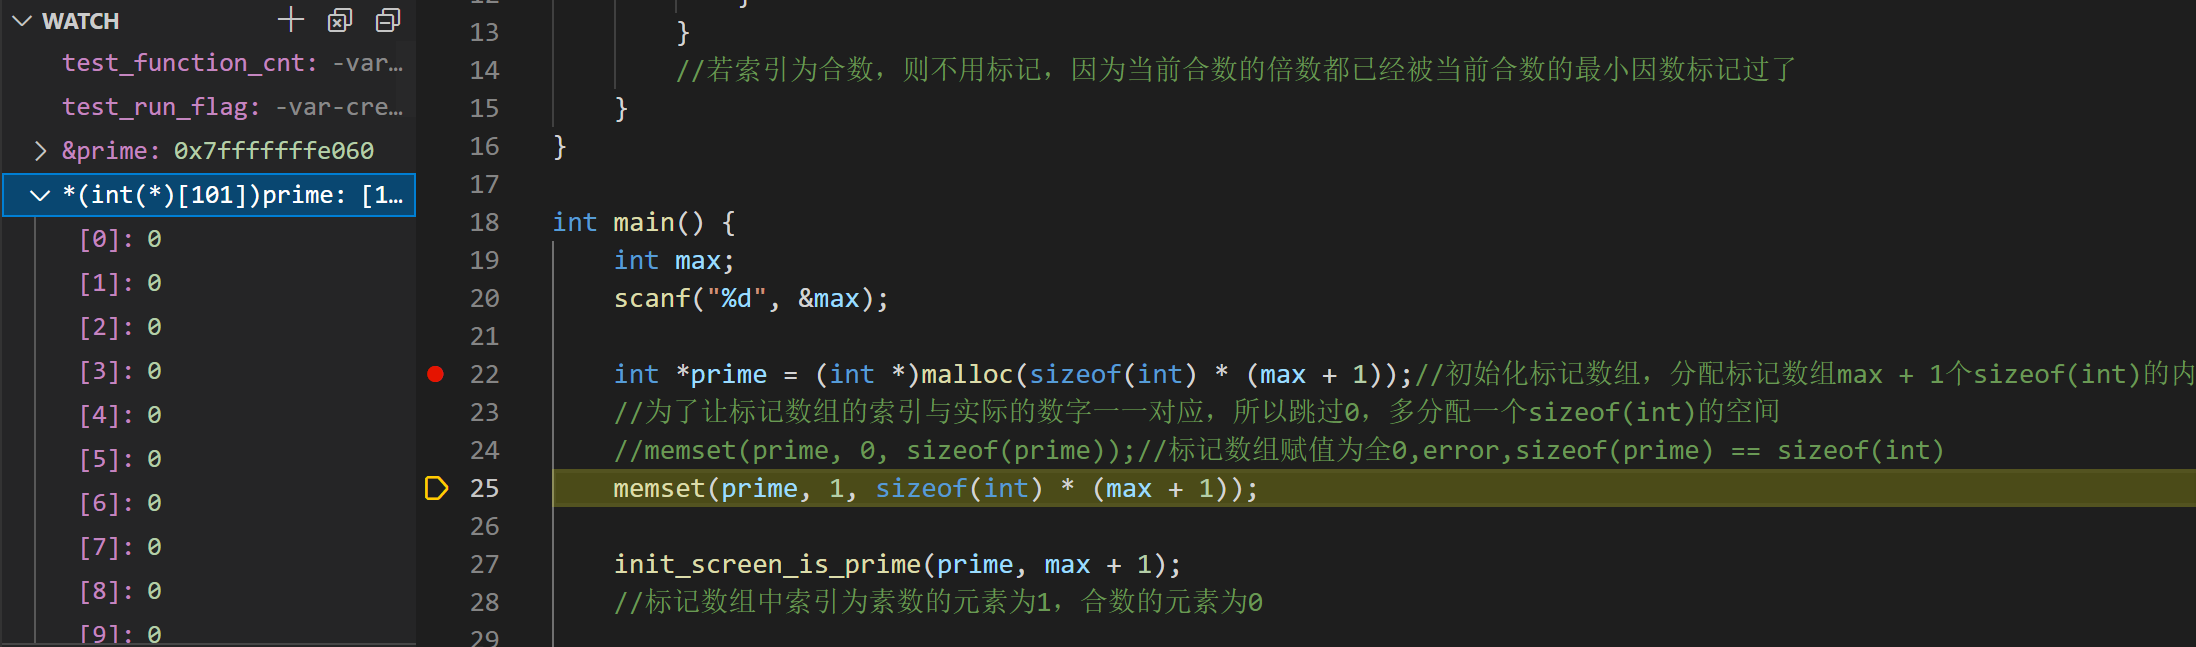 WATCH
test_function_cnt: -var…
test_run_flag: -var-cre…
&prime: 0x7fffffffe060
*(int(*)[101])prime: [1…
[0]: 0
[1]: 0
[2]: 0
[3]: 0
[4]: 0
[5]: 0
[6]: 0
[7]: 0
[8]: 0
[9]: 0
12 }
13 }
14 //若索引为合数，则不用标记，因为当前合数的倍数都已经被当前合数的最小因数标记过了
15 }
16 }
17
18 int main() {
19 int max;
20 scanf("%d", &max);
21
22 int *prime = (int *)malloc(sizeof(int) * (max + 1));//初始化标记数组，分配标记数组max + 1个sizeof(int)的内
23 //为了让标记数组的索引与实际的数字一一对应，所以跳过0，多分配一个sizeof(int)的空间
24 //memset(prime, 0, sizeof(prime));//标记数组赋值为全0,error,sizeof(prime) == sizeof(int)
25 memset(prime, 1, sizeof(int) * (max + 1));
26
27 init_screen_is_prime(prime, max + 1);
28 //标记数组中索引为素数的元素为1，合数的元素为0
29